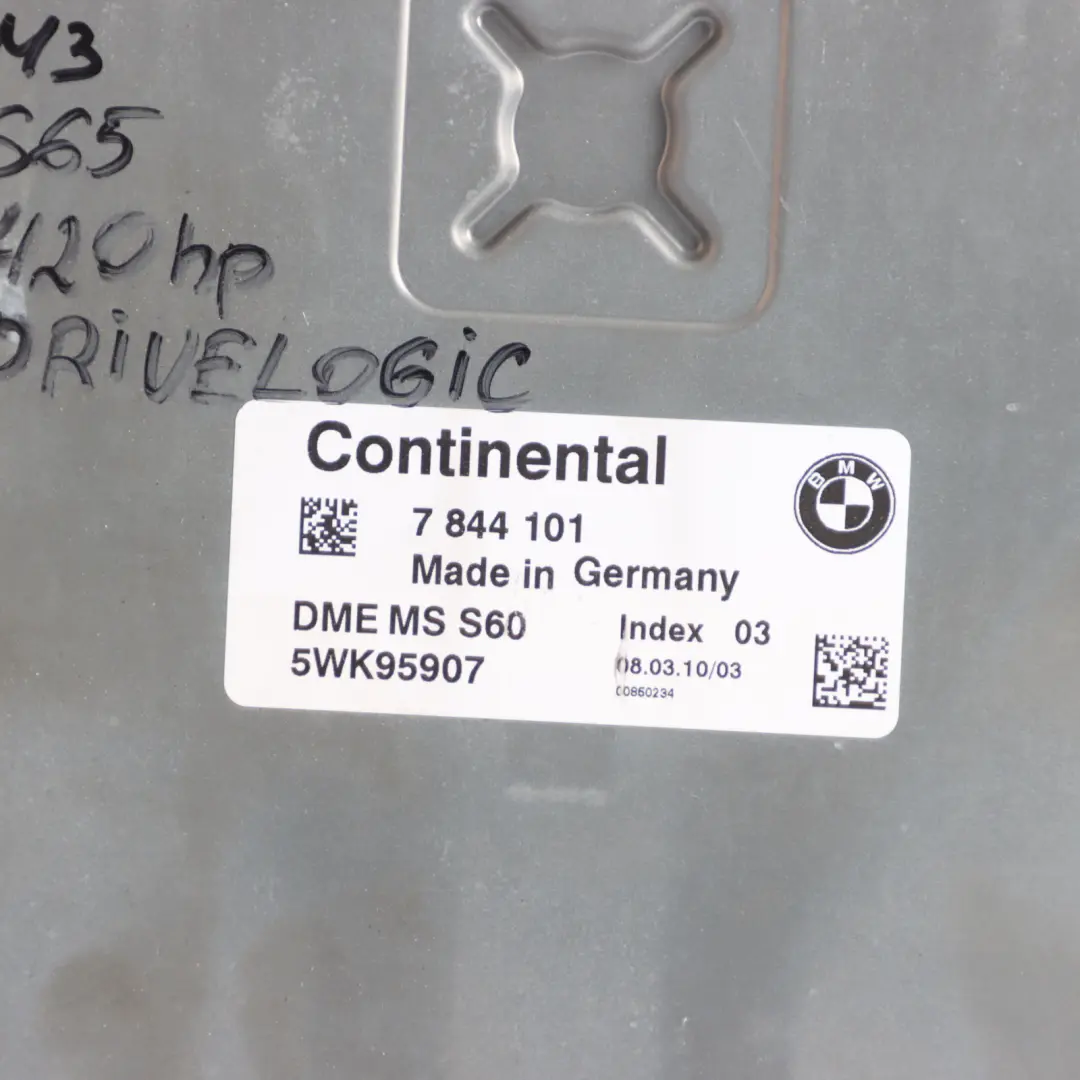 M3
S65
420hp
DRIVELOGIC
Continental
BMW
7 844 101
Made in Germany
DME MS S60 Index 03
5WK95907 08.03.10/03
00860234